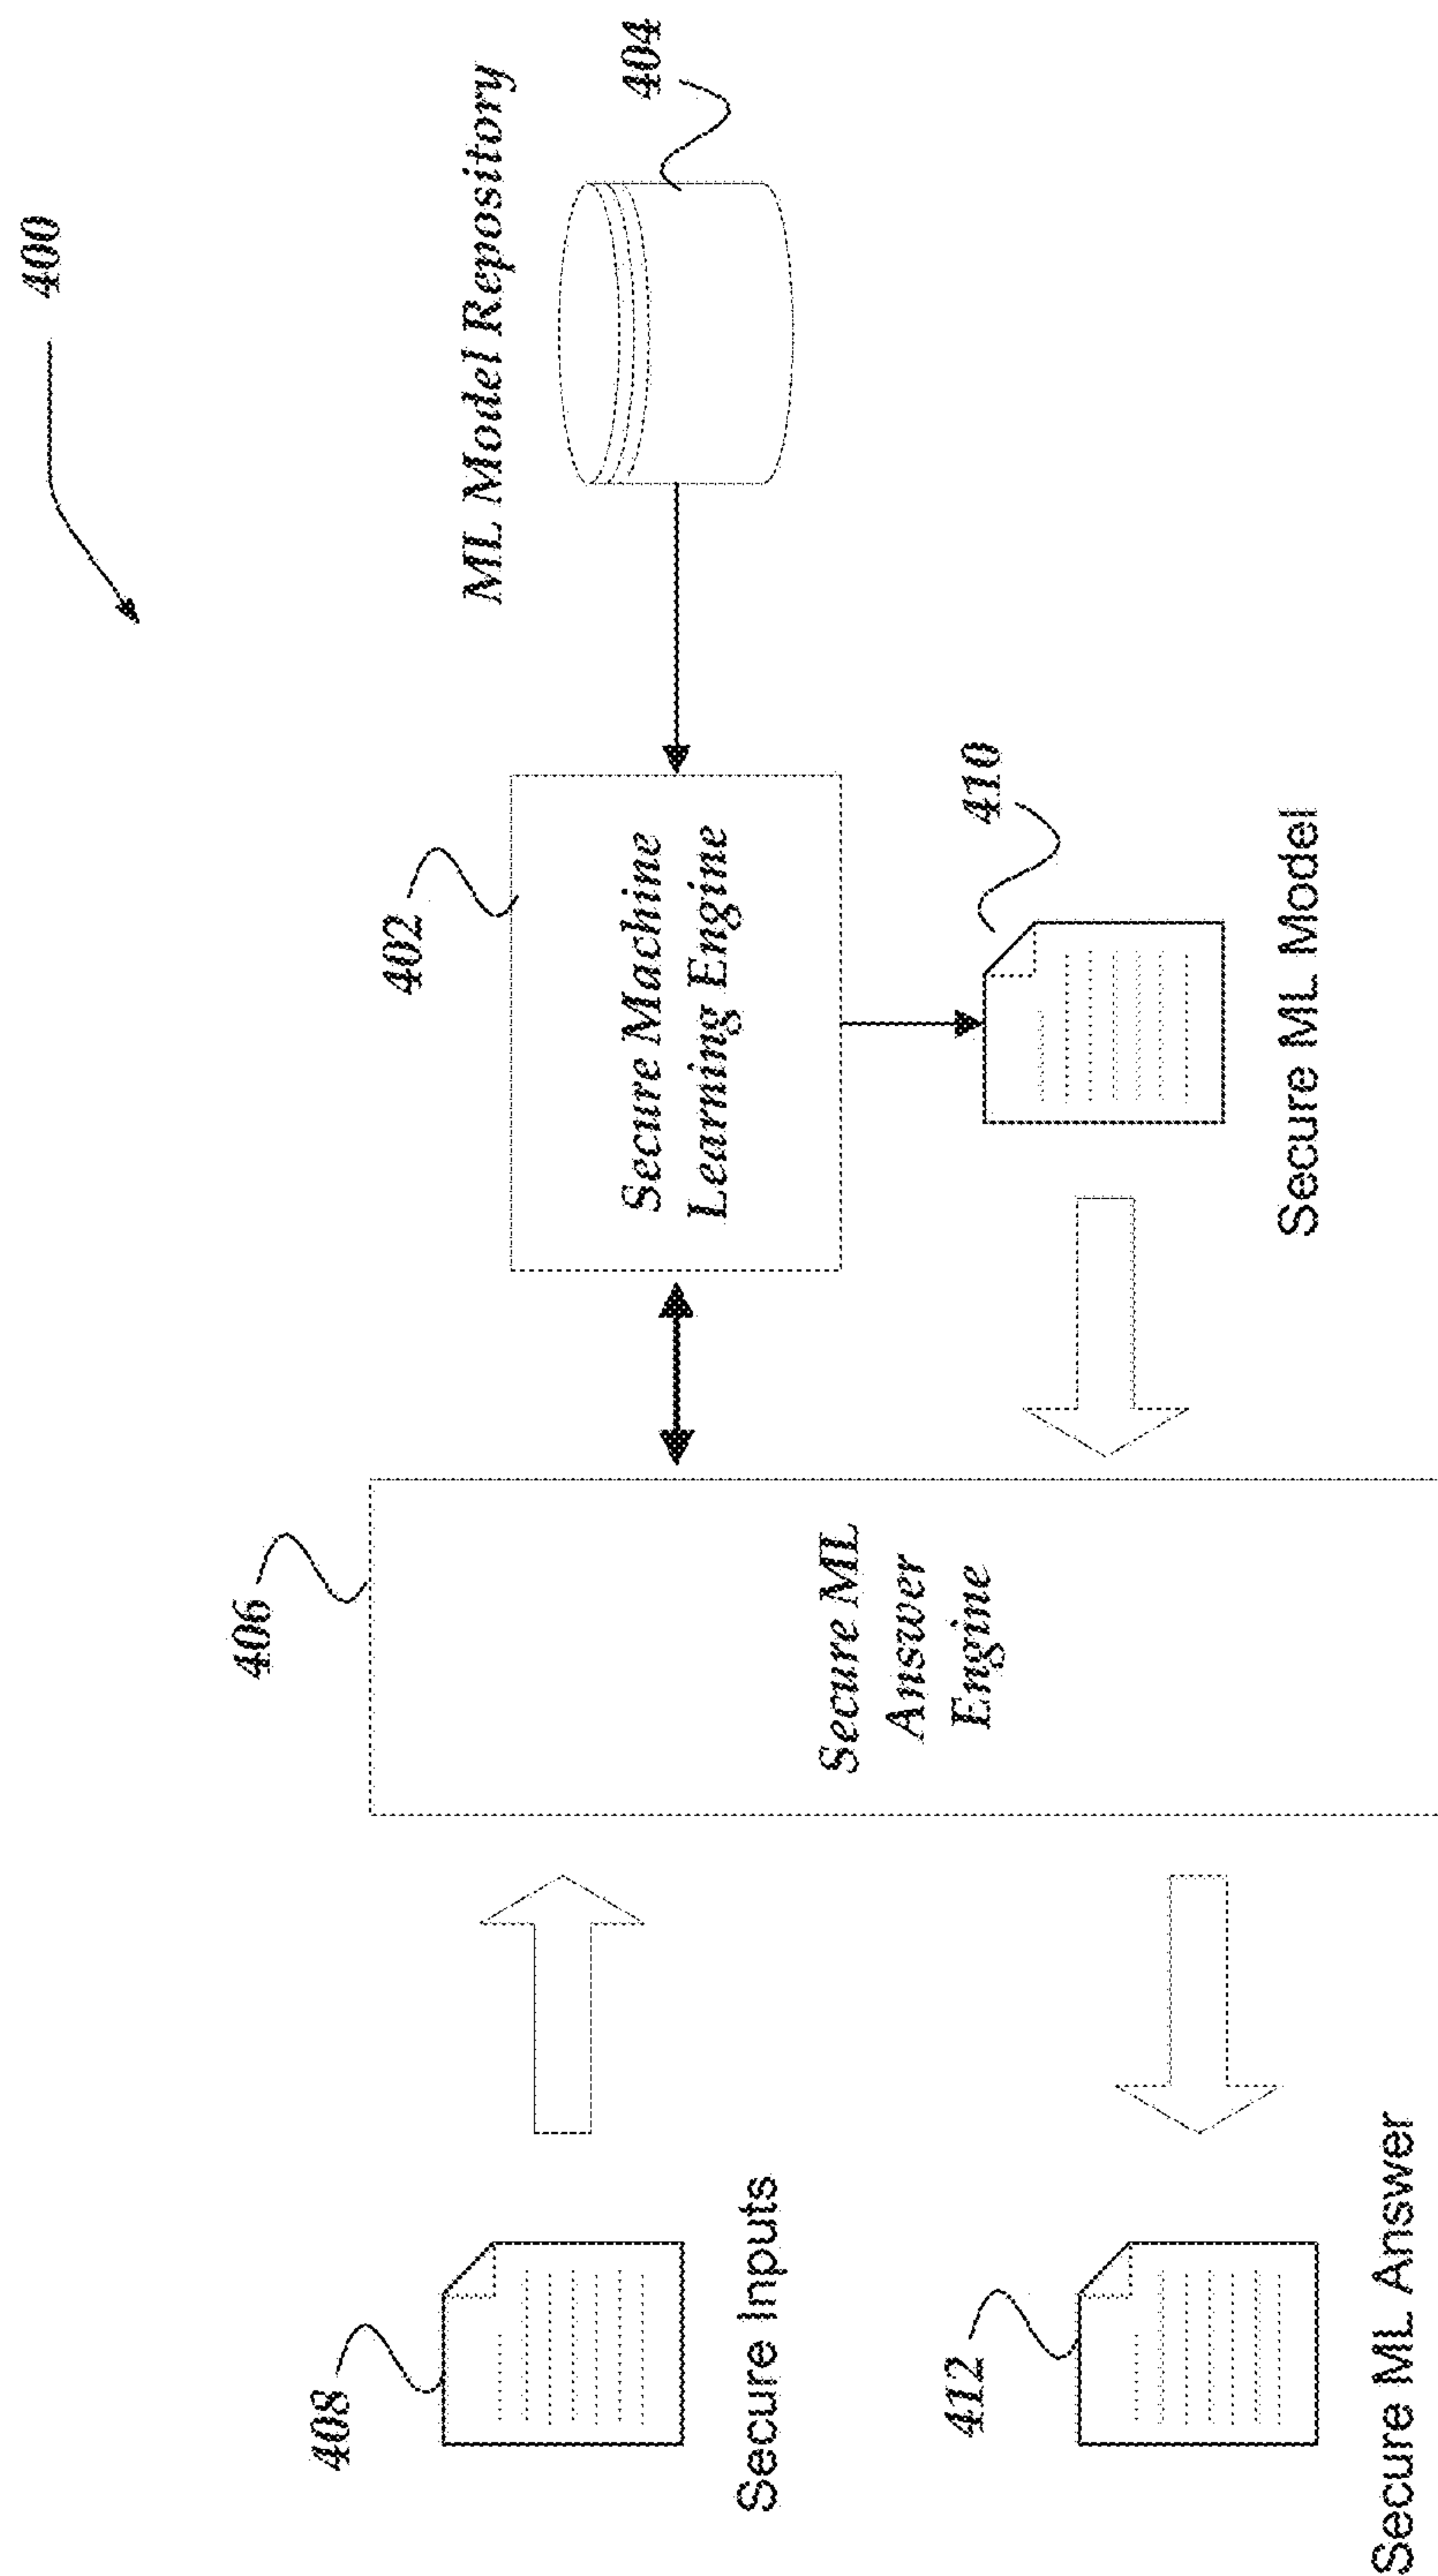 400
ML Model Repository
404
402
Secure Machine
Learning Engine
406
Secure ML
Answer
Engine
408
Secure Inputs
410
Secure ML Model
412
Secure ML Answer